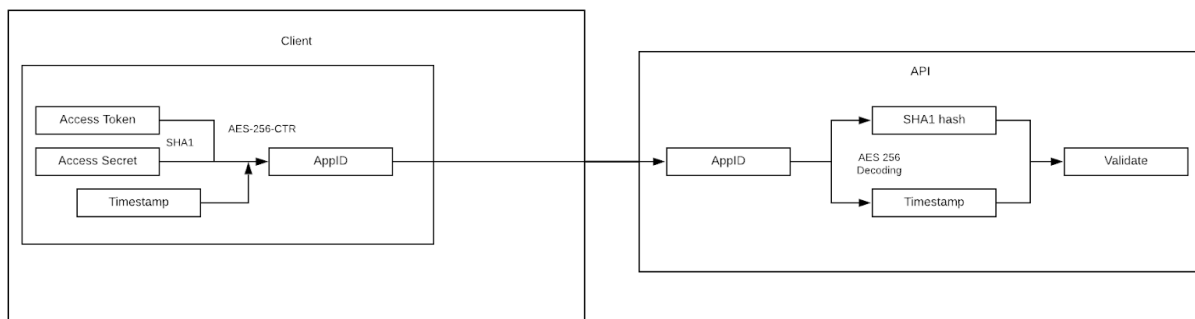 Client
Access Token
SHA1
AES-256-CTR
Access Secret
AppID
Timestamp
API
SHA1 hash
AppID
AES 256
Decoding
Validate
Timestamp